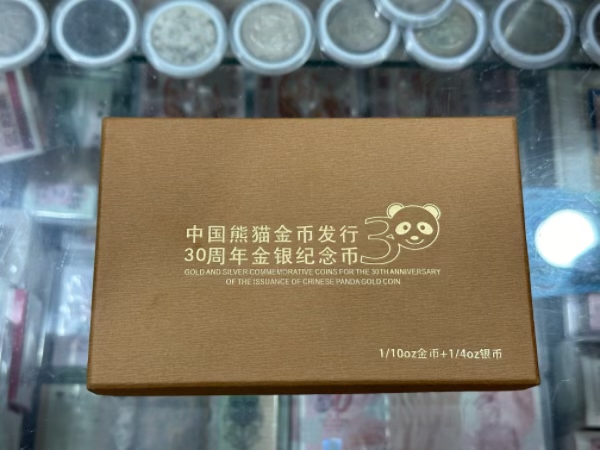 中国熊猫金币发行
30周年金银纪念币
30
GOLD AND SILVER COMMEMORATIVE COINS FOR THE 30TH ANNIVERSARY
OF THE ISSUANCE OF CHINESE PANDA GOLD COIN
1/10oz金币+1/4oz银币